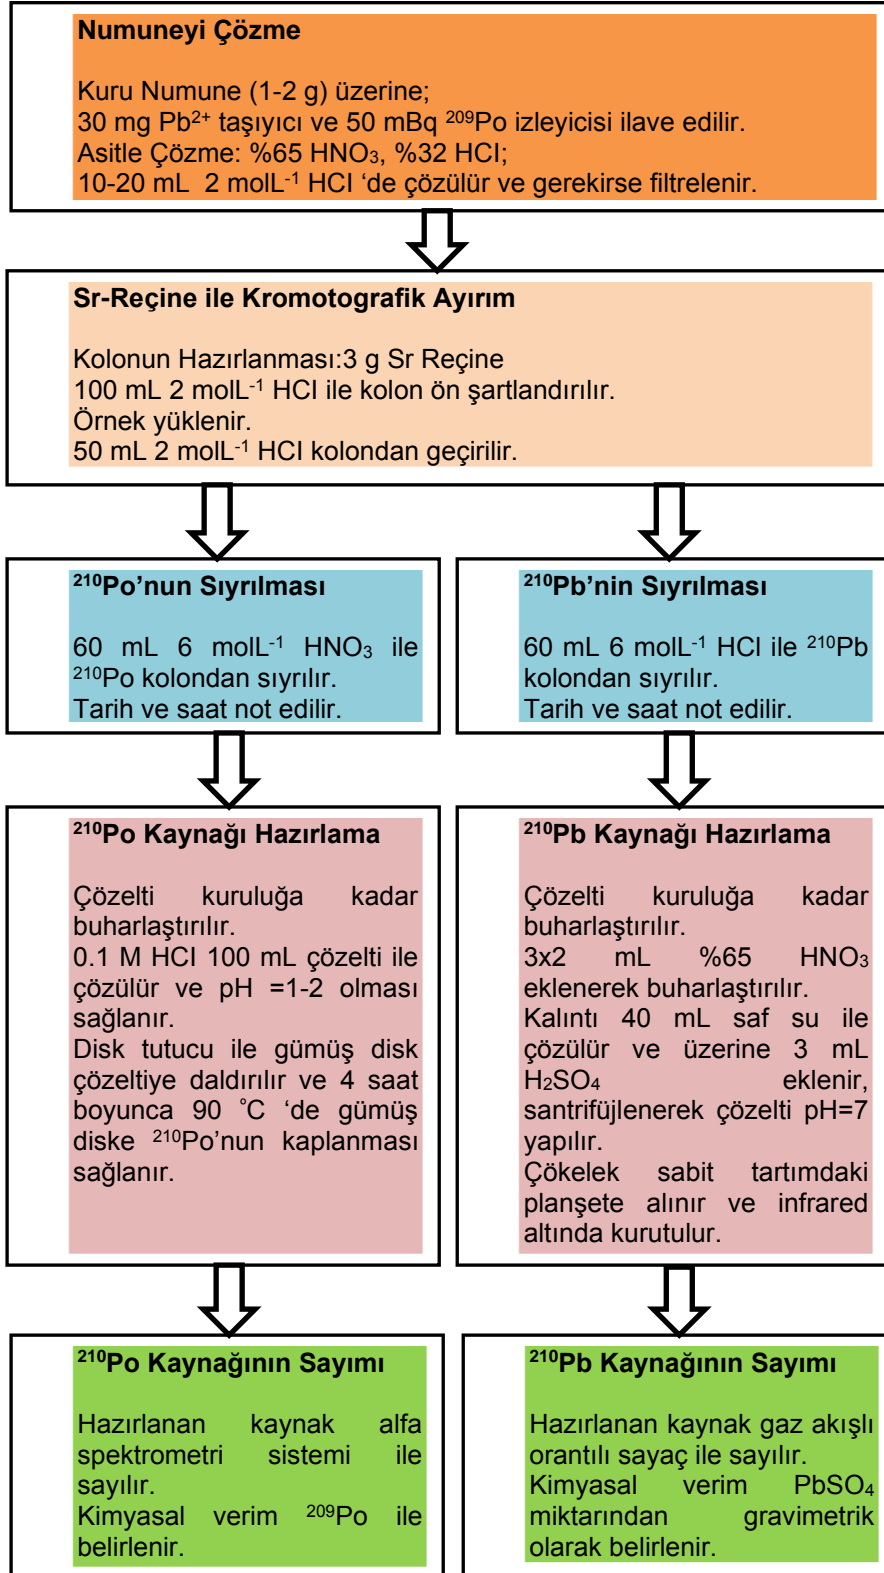 Numuneyi Çözme
Kuru Numune (1-2 g) üzerine;
30 mg Pb²⁺ taşıyıcı ve 50 mBq ²⁰⁹Po izleyicisi ilave edilir.
Asitle Çözme: %65 HNO₃, %32 HCl;
10-20 mL 2 molL⁻¹ HCl ‘de çözülür ve gerekirse filtrelenir.
Sr-Reçine ile Kromotografik Ayırım
Kolonun Hazırlanması:3 g Sr Reçine
100 mL 2 molL⁻¹ HCl ile kolon ön şartlandırılır.
Örnek yüklenir.
50 mL 2 molL⁻¹ HCl kolondan geçirilir.
²¹⁰Po’nun Sıyrılması
60 mL 6 molL⁻¹ HNO₃ ile
²¹⁰Po kolondan sıyrılır.
Tarih ve saat not edilir.
²¹⁰Pb’nin Sıyrılması
60 mL 6 molL⁻¹ HCl ile ²¹⁰Pb
kolondan sıyrılır.
Tarih ve saat not edilir.
²¹⁰Po Kaynağı Hazırlama
Çözelti kuruluğa kadar
buharlaştırılır.
0.1 M HCl 100 mL çözelti ile
çözülür ve pH =1-2 olması
sağlanır.
Disk tutucu ile gümüş disk
çözeltiye daldırılır ve 4 saat
boyunca 90 °C ‘de gümüş
diske ²¹⁰Po’nun kaplanması
sağlanır.
²¹⁰Pb Kaynağı Hazırlama
Çözelti kuruluğa kadar
buharlaştırılır.
3x2 mL %65 HNO₃
eklenerek buharlaştırılır.
Kalıntı 40 mL saf su ile
çözülür ve üzerine 3 mL
H₂SO₄ eklenir,
santrifüjlenerek çözelti pH=7
yapılır.
Çökelek sabit tartımdaki
planşete alınır ve infrared
altında kurutulur.
²¹⁰Po Kaynağının Sayımı
Hazırlanan kaynak alfa
spektrometri sistemi ile
sayılır.
Kimyasal verim ²⁰⁹Po ile
belirlenir.
²¹⁰Pb Kaynağının Sayımı
Hazırlanan kaynak gaz akışlı
orantılı sayaç ile sayılır.
Kimyasal verim PbSO₄
miktarından gravimetrik
olarak belirlenir.